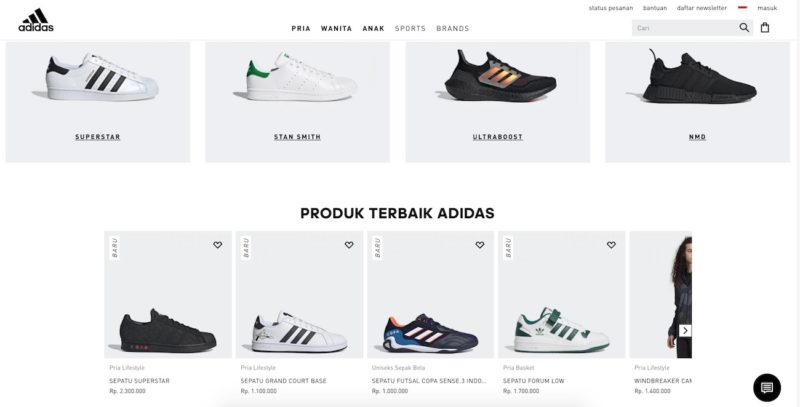 status pesanan bantuan daftar newsletter masuk
adidas
PRIA WANITA ANAK SPORTS BRANDS
Cari
SUPERSTAR STAN SMITH ULTRABOOST NMD
PRODUK TERBAIK ADIDAS
BARU BARU BARU BARU
Pria Lifestyle Pria Lifestyle Uniseks Sepak Bola Pria Basket Pria Lifestyle
SEPATU SUPERSTAR SEPATU GRAND COURT BASE SEPATU FUTSAL COPA SENSE.3 INDO... SEPATU FORUM LOW WINDBREAKER CAM
Rp. 2.300.000 Rp. 1.100.000 Rp. 1.000.000 Rp. 1.700.000 Rp. 1.400.000